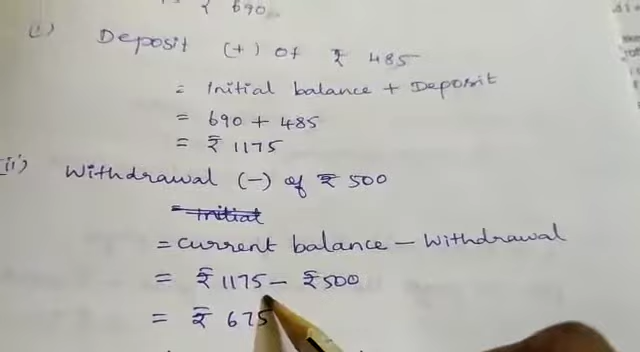 ₹ 690
(i) Deposit (+) of ₹ 485
= Initial balance + Deposit
= 690 + 485
= ₹ 1175
(ii) Withdrawal (-) of ₹ 500
= Initial
= Current balance - Withdrawal
= ₹ 1175 - ₹ 500
= ₹ 675